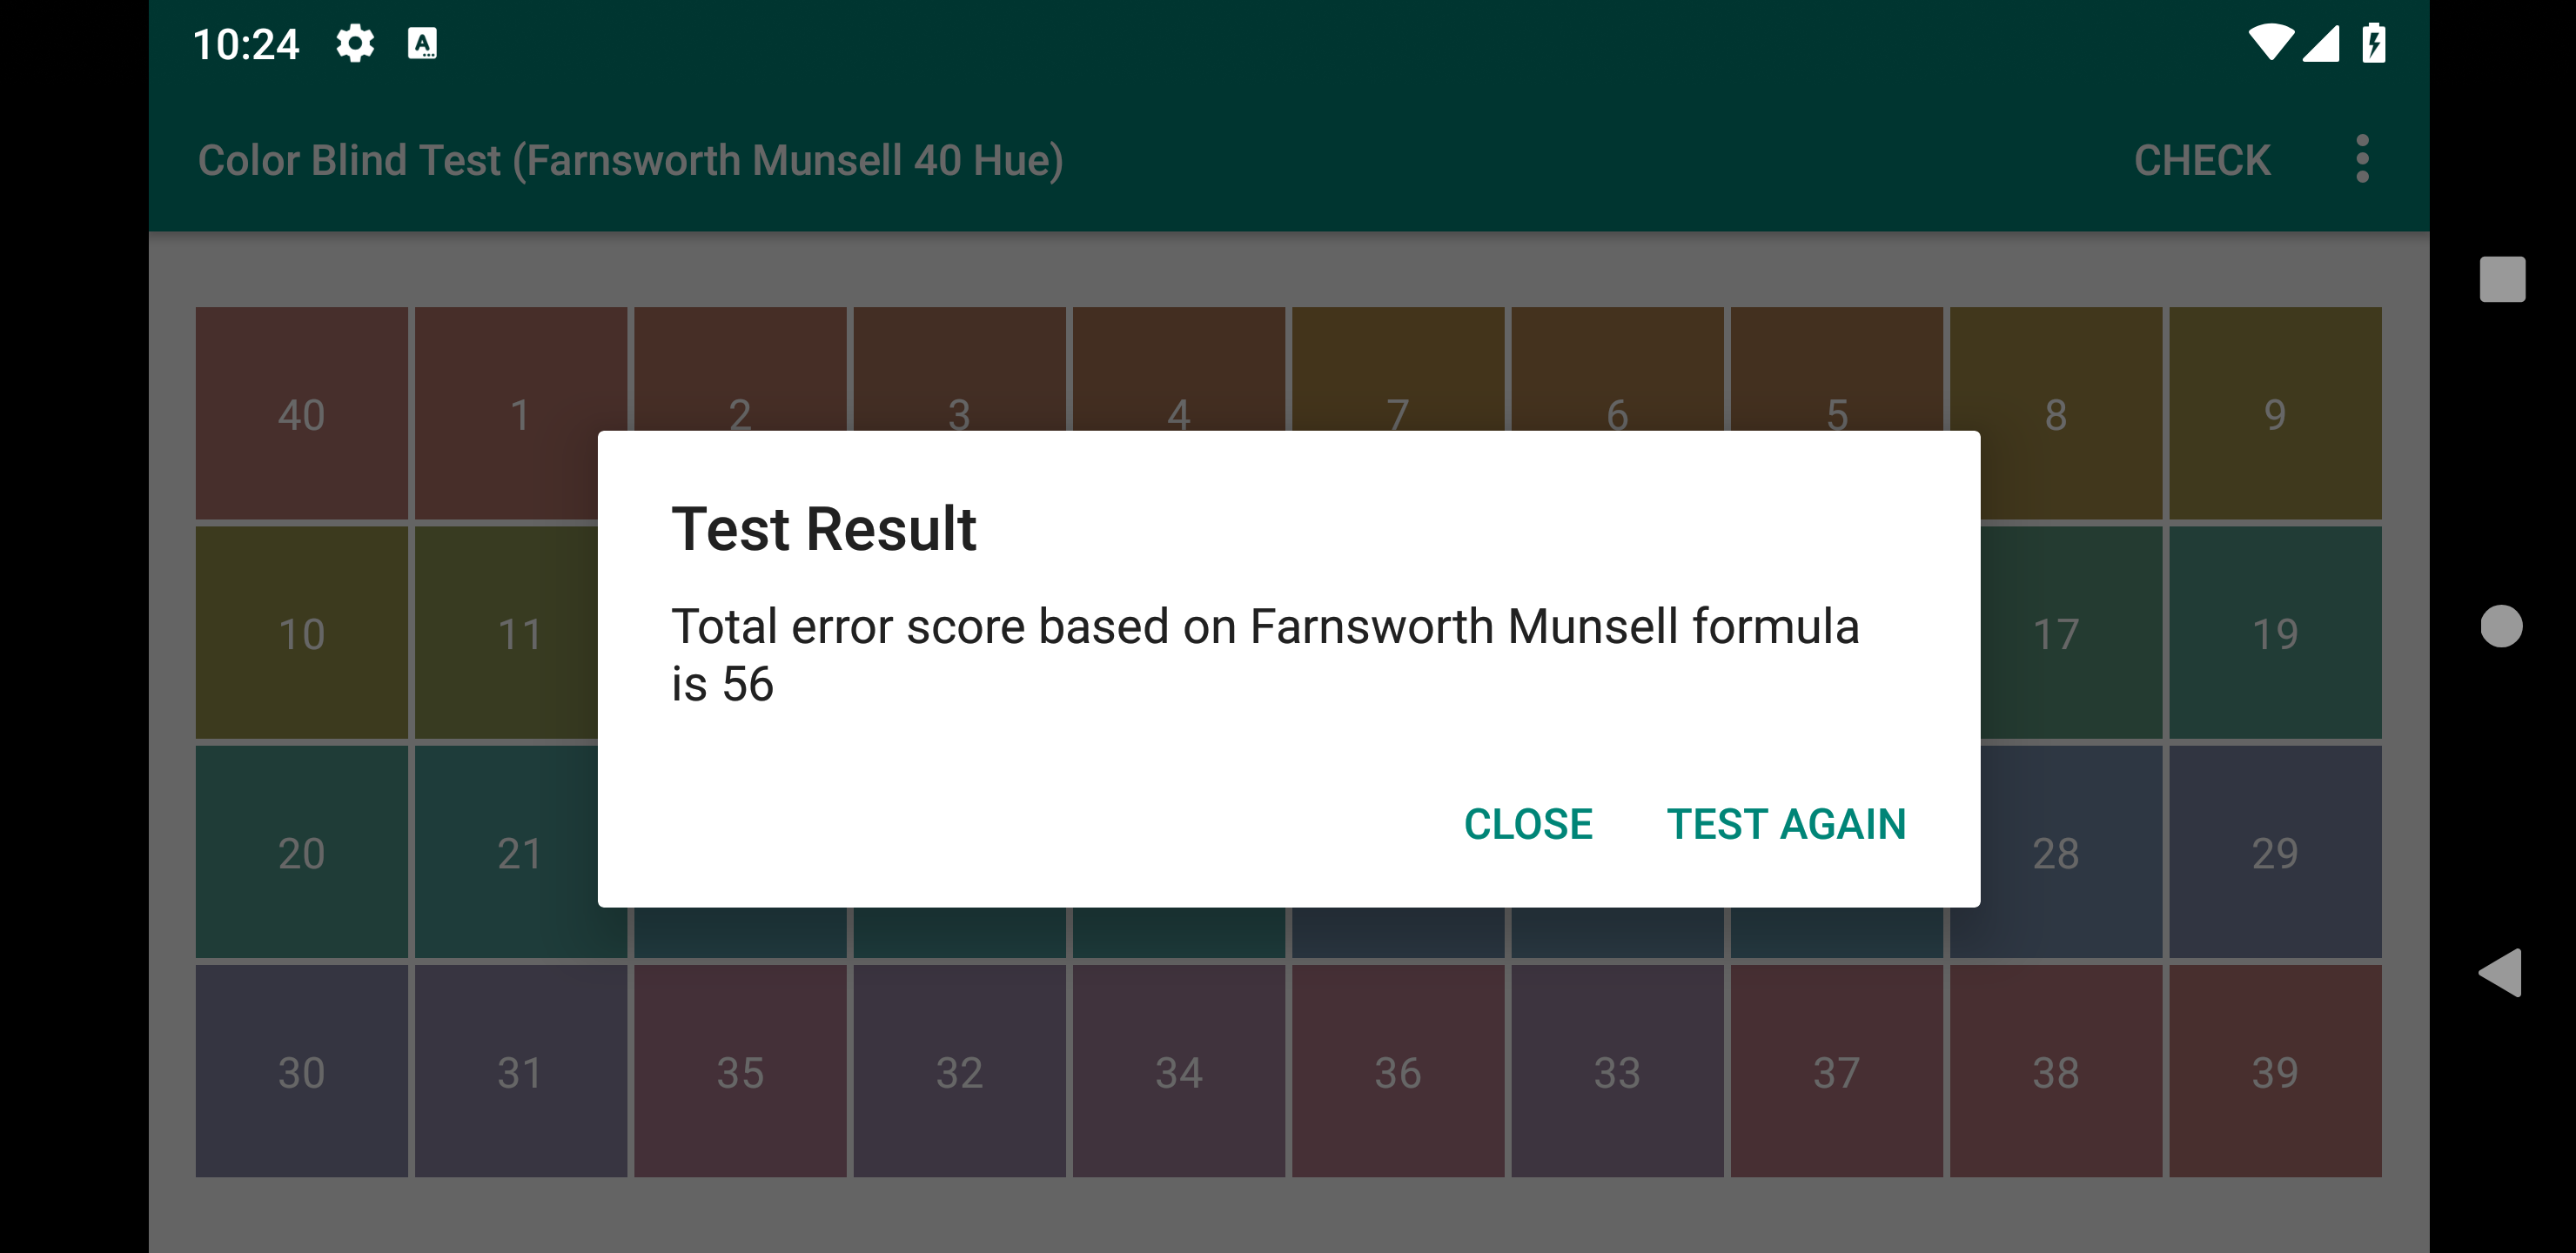 10:24
Color Blind Test (Farnsworth Munsell 40 Hue)
CHECK
40 1 2 3 4 7 6 5 8 9
Test Result
Total error score based on Farnsworth Munsell formula
is 56
CLOSE TEST AGAIN
10 11 17 19
20 21 28 29
30 31 35 32 34 36 33 37 38 39